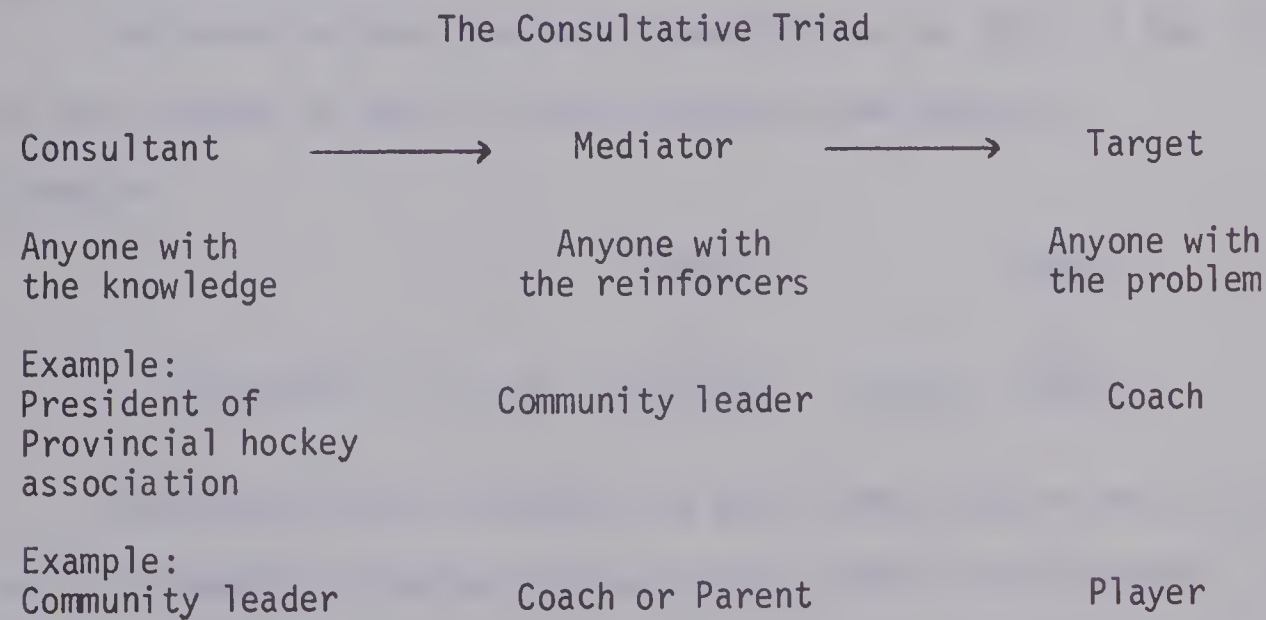 The Consultative Triad
Consultant → Mediator → Target
Anyone with Anyone with Anyone with
the knowledge the reinforcers the problem
Example:
President of Community leader Coach
Provincial hockey
association
Example:
Community leader Coach or Parent Player